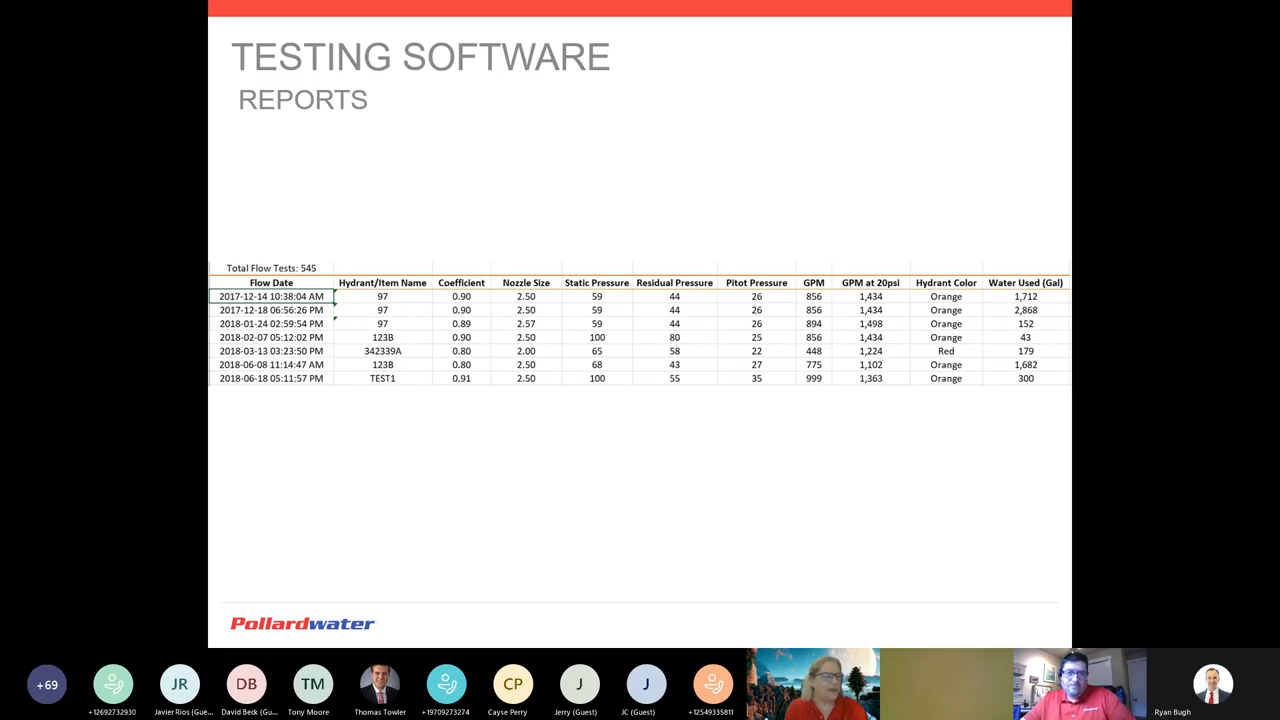 TESTING SOFTWARE
REPORTS
Total Flow Tests: 545
Flow Date Hydrant/Item Name Coefficient Nozzle Size Static Pressure Residual Pressure Pitot Pressure GPM GPM at 20psi Hydrant Color Water Used (Gal)
2017-12-14 10:38:04 AM 97 0.90 2.50 59 44 26 856 1,434 Orange 1,712
2017-12-18 06:56:26 PM 97 0.90 2.50 59 44 26 856 1,434 Orange 2,868
2018-01-24 02:59:54 PM 97 0.89 2.57 59 44 26 894 1,498 Orange 152
2018-02-07 05:12:02 PM 123B 0.90 2.50 100 80 25 856 1,434 Orange 43
2018-03-13 03:23:50 PM 342339A 0.80 2.00 65 58 22 448 1,224 Red 179
2018-06-08 11:14:47 AM 123B 0.80 2.50 68 43 27 775 1,102 Orange 1,682
2018-06-18 05:11:57 PM TEST1 0.91 2.50 100 55 35 999 1,363 Orange 300
Pollardwater
+69 JR DB TM CP J J
+12692732930 Javier Rios (Gue... David Beck (Gu... Tony Moore Thomas Towler +19709273274 Cayse Perry Jerry (Guest) JC (Guest) +12549335811 Ryan Bugh